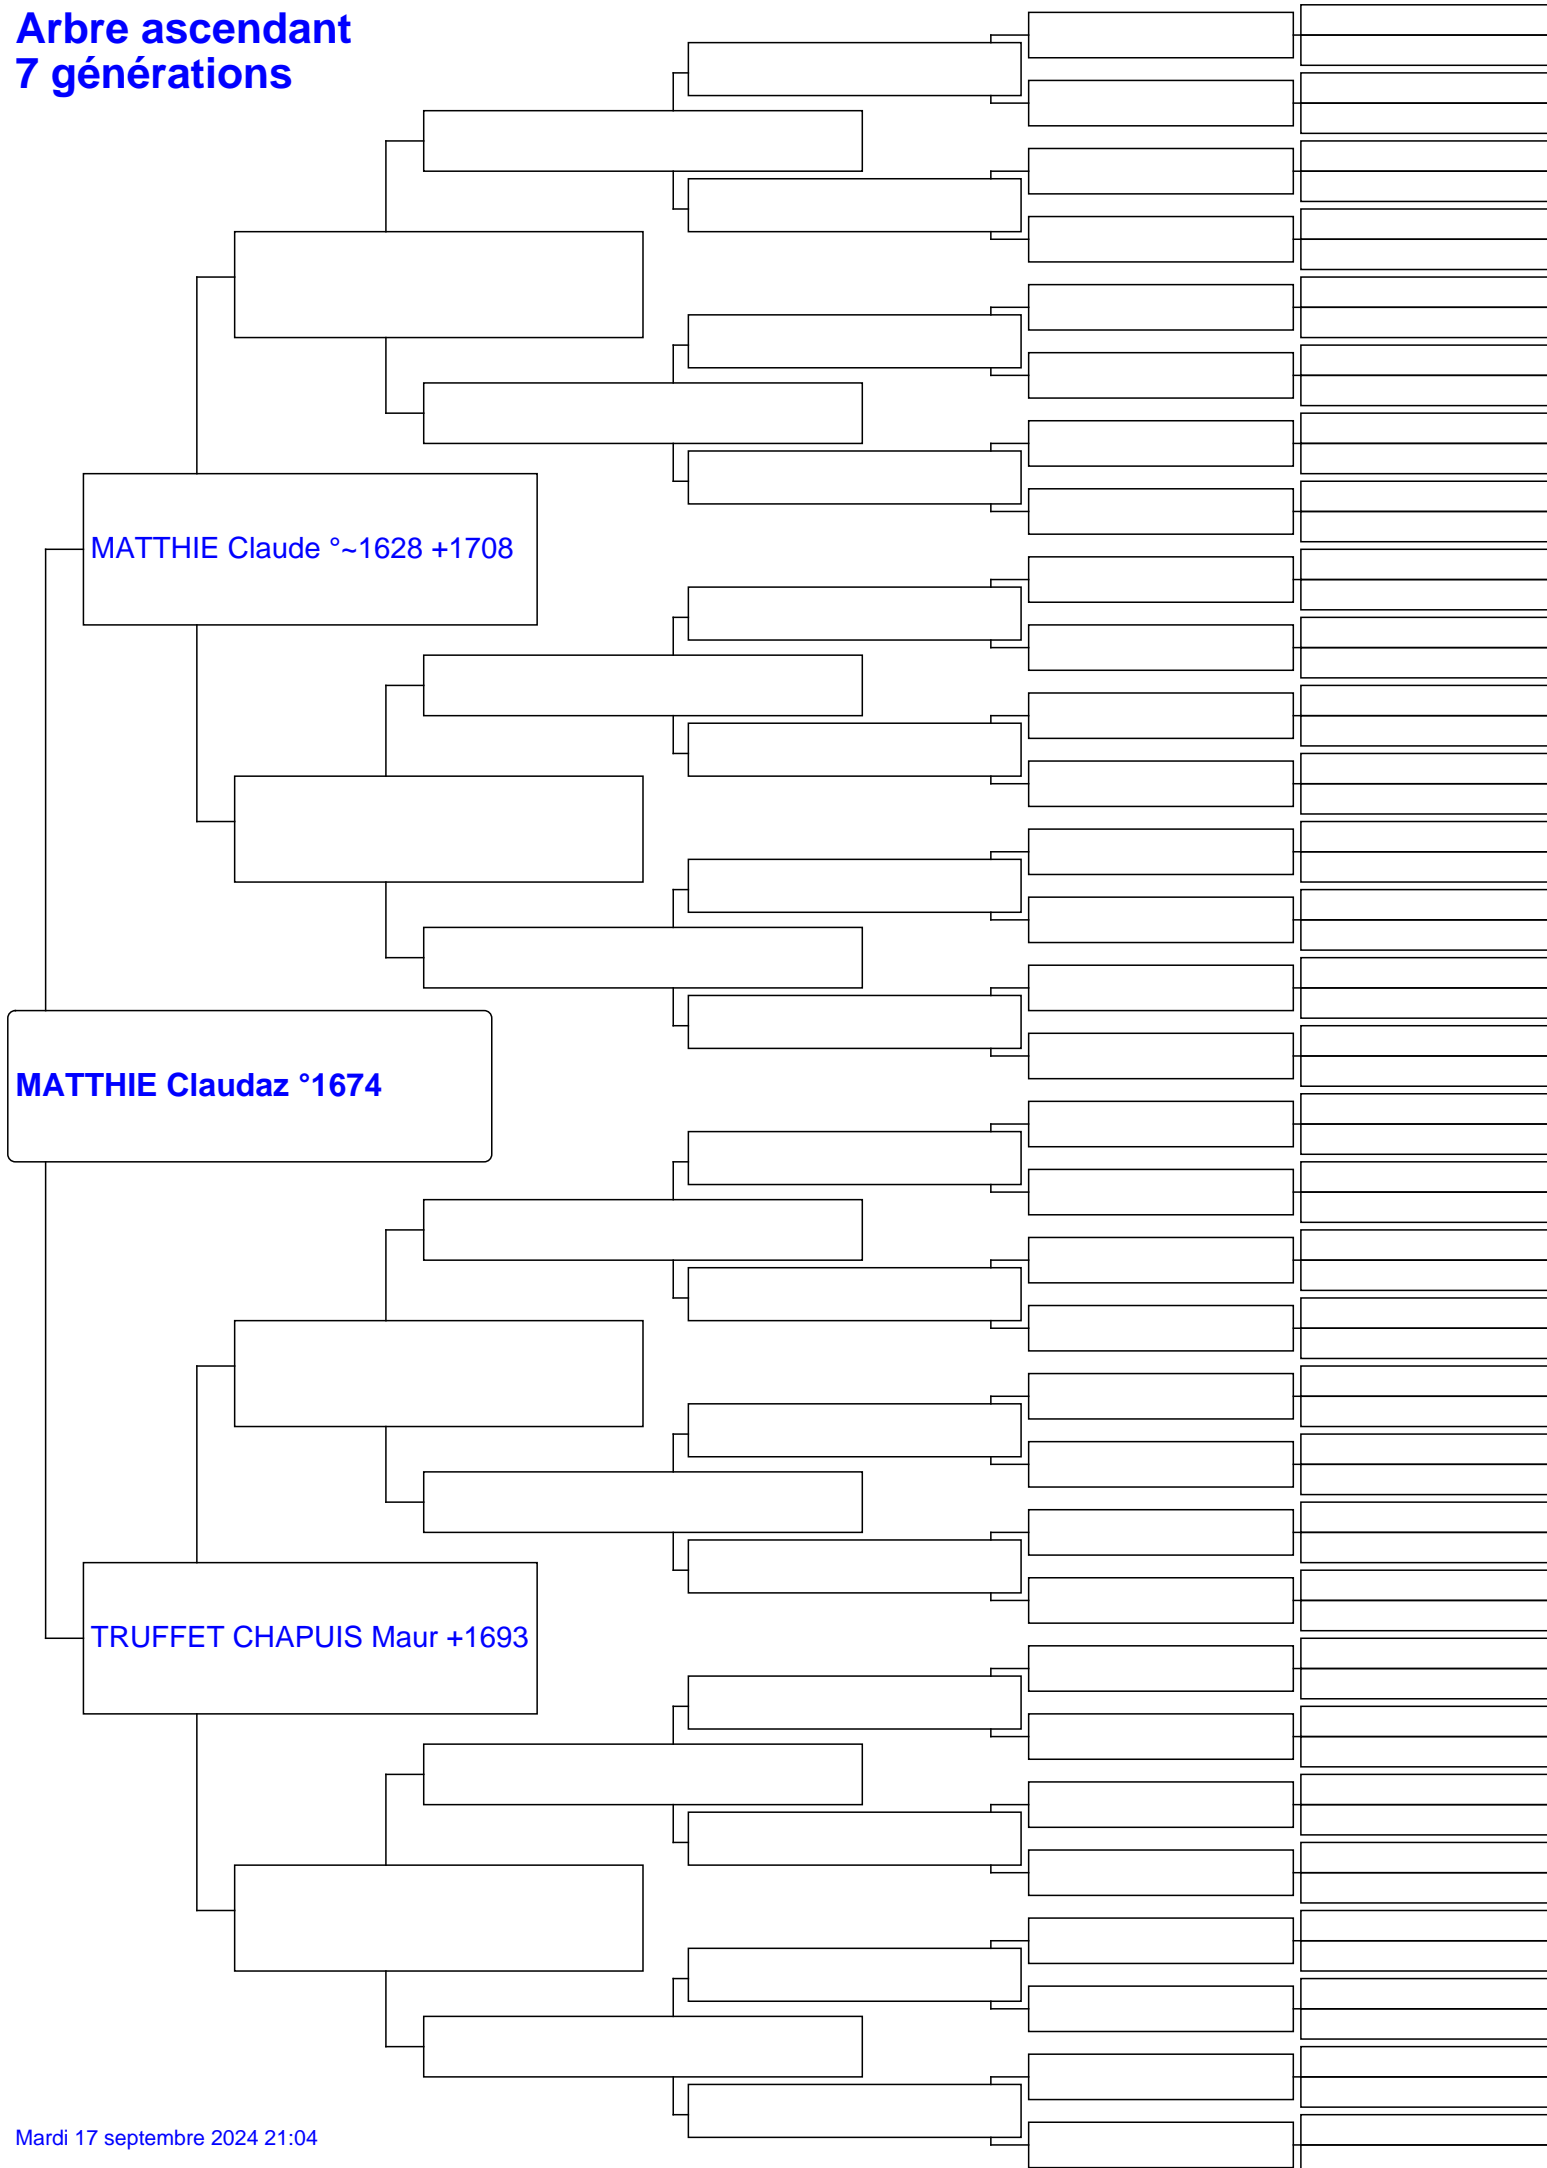 Arbre ascendant
7 générations
MATTHIE Claude °~1628 +1708
MATTHIE Claudaz °1674
TRUFFET CHAPUIS Maur +1693
Mardi 17 septembre 2024 21:04